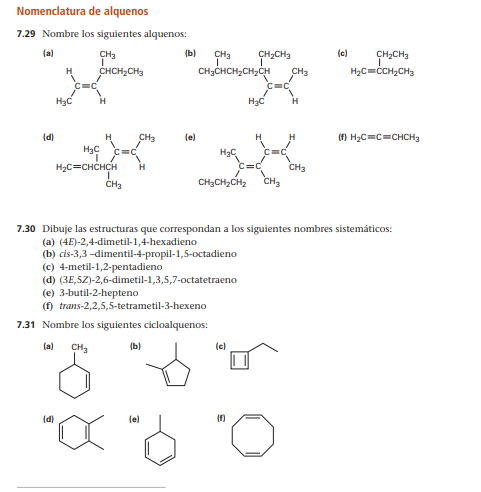 Nomenclatura de alquenos
7.29 Nombre los siguientes alquenos:
(a) CH₃ (b) CH₃ CH₂CH₃ (c) CH₂CH₃
H CHCH₂CH₃ CH₃CHCH₂CH₂CH CH₃ H₂C=CCH₂CH₃
C=C C=C
H₃C H H₃C H
(d) H CH₃ (e) H H (f) H₂C=C=CHCH₃
H₃C C=C H₃C C=C
H₂C=CHCHCH H C=C CH₃
CH₃ CH₃CH₂CH₂ CH₃
7.30 Dibuje las estructuras que correspondan a los siguientes nombres sistemáticos:
(a) (4E)-2,4-dimetil-1,4-hexadieno
(b) cis-3,3 –dimentil-4-propil-1,5-octadieno
(c) 4-metil-1,2-pentadieno
(d) (3E,5Z)-2,6-dimetil-1,3,5,7-octatetraeno
(e) 3-butil-2-hepteno
(f) trans-2,2,5,5-tetrametil-3-hexeno
7.31 Nombre los siguientes cicloalquenos:
(a) CH₃ (b) (c)
(d) (e) (f)